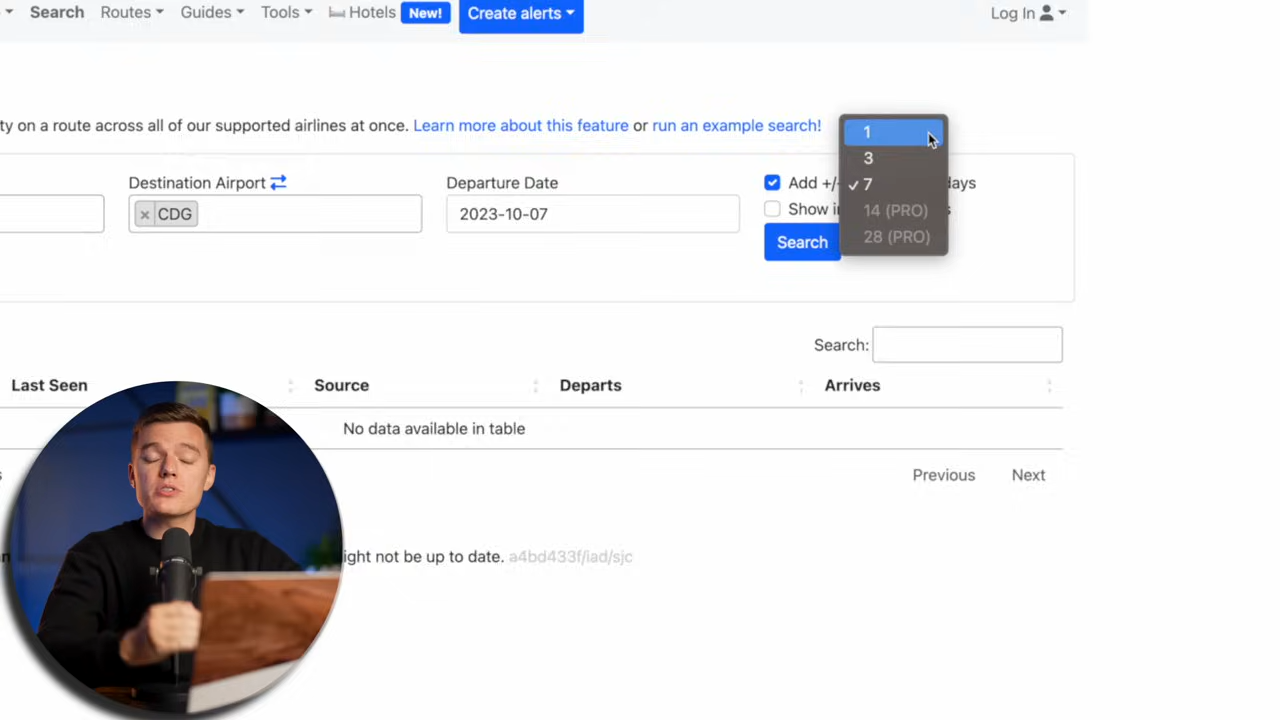 Search Routes Guides Tools Hotels New! Create alerts Log In
ty on a route across all of our supported airlines at once. Learn more about this feature or run an example search!
1
3
✓ 7
14 (PRO)
28 (PRO)
Destination Airport
× CDG
Departure Date
2023-10-07
Add +/- days
Show i
Search
Search:
Last Seen Source Departs Arrives
No data available in table
Previous Next
ight not be up to date. a4bd433f/iad/sjc